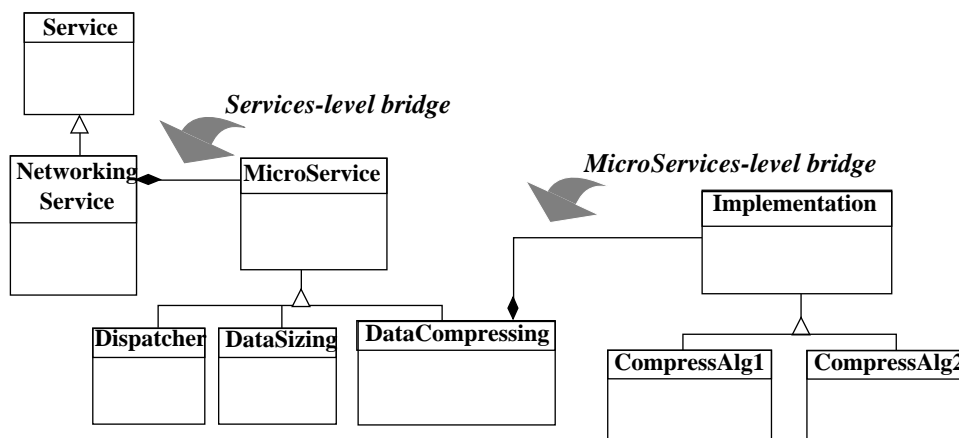 Service
Services-level bridge
Networking
Service
MicroService
MicroServices-level bridge
Implementation
Dispatcher
DataSizing
DataCompressing
CompressAlg1
CompressAlg2